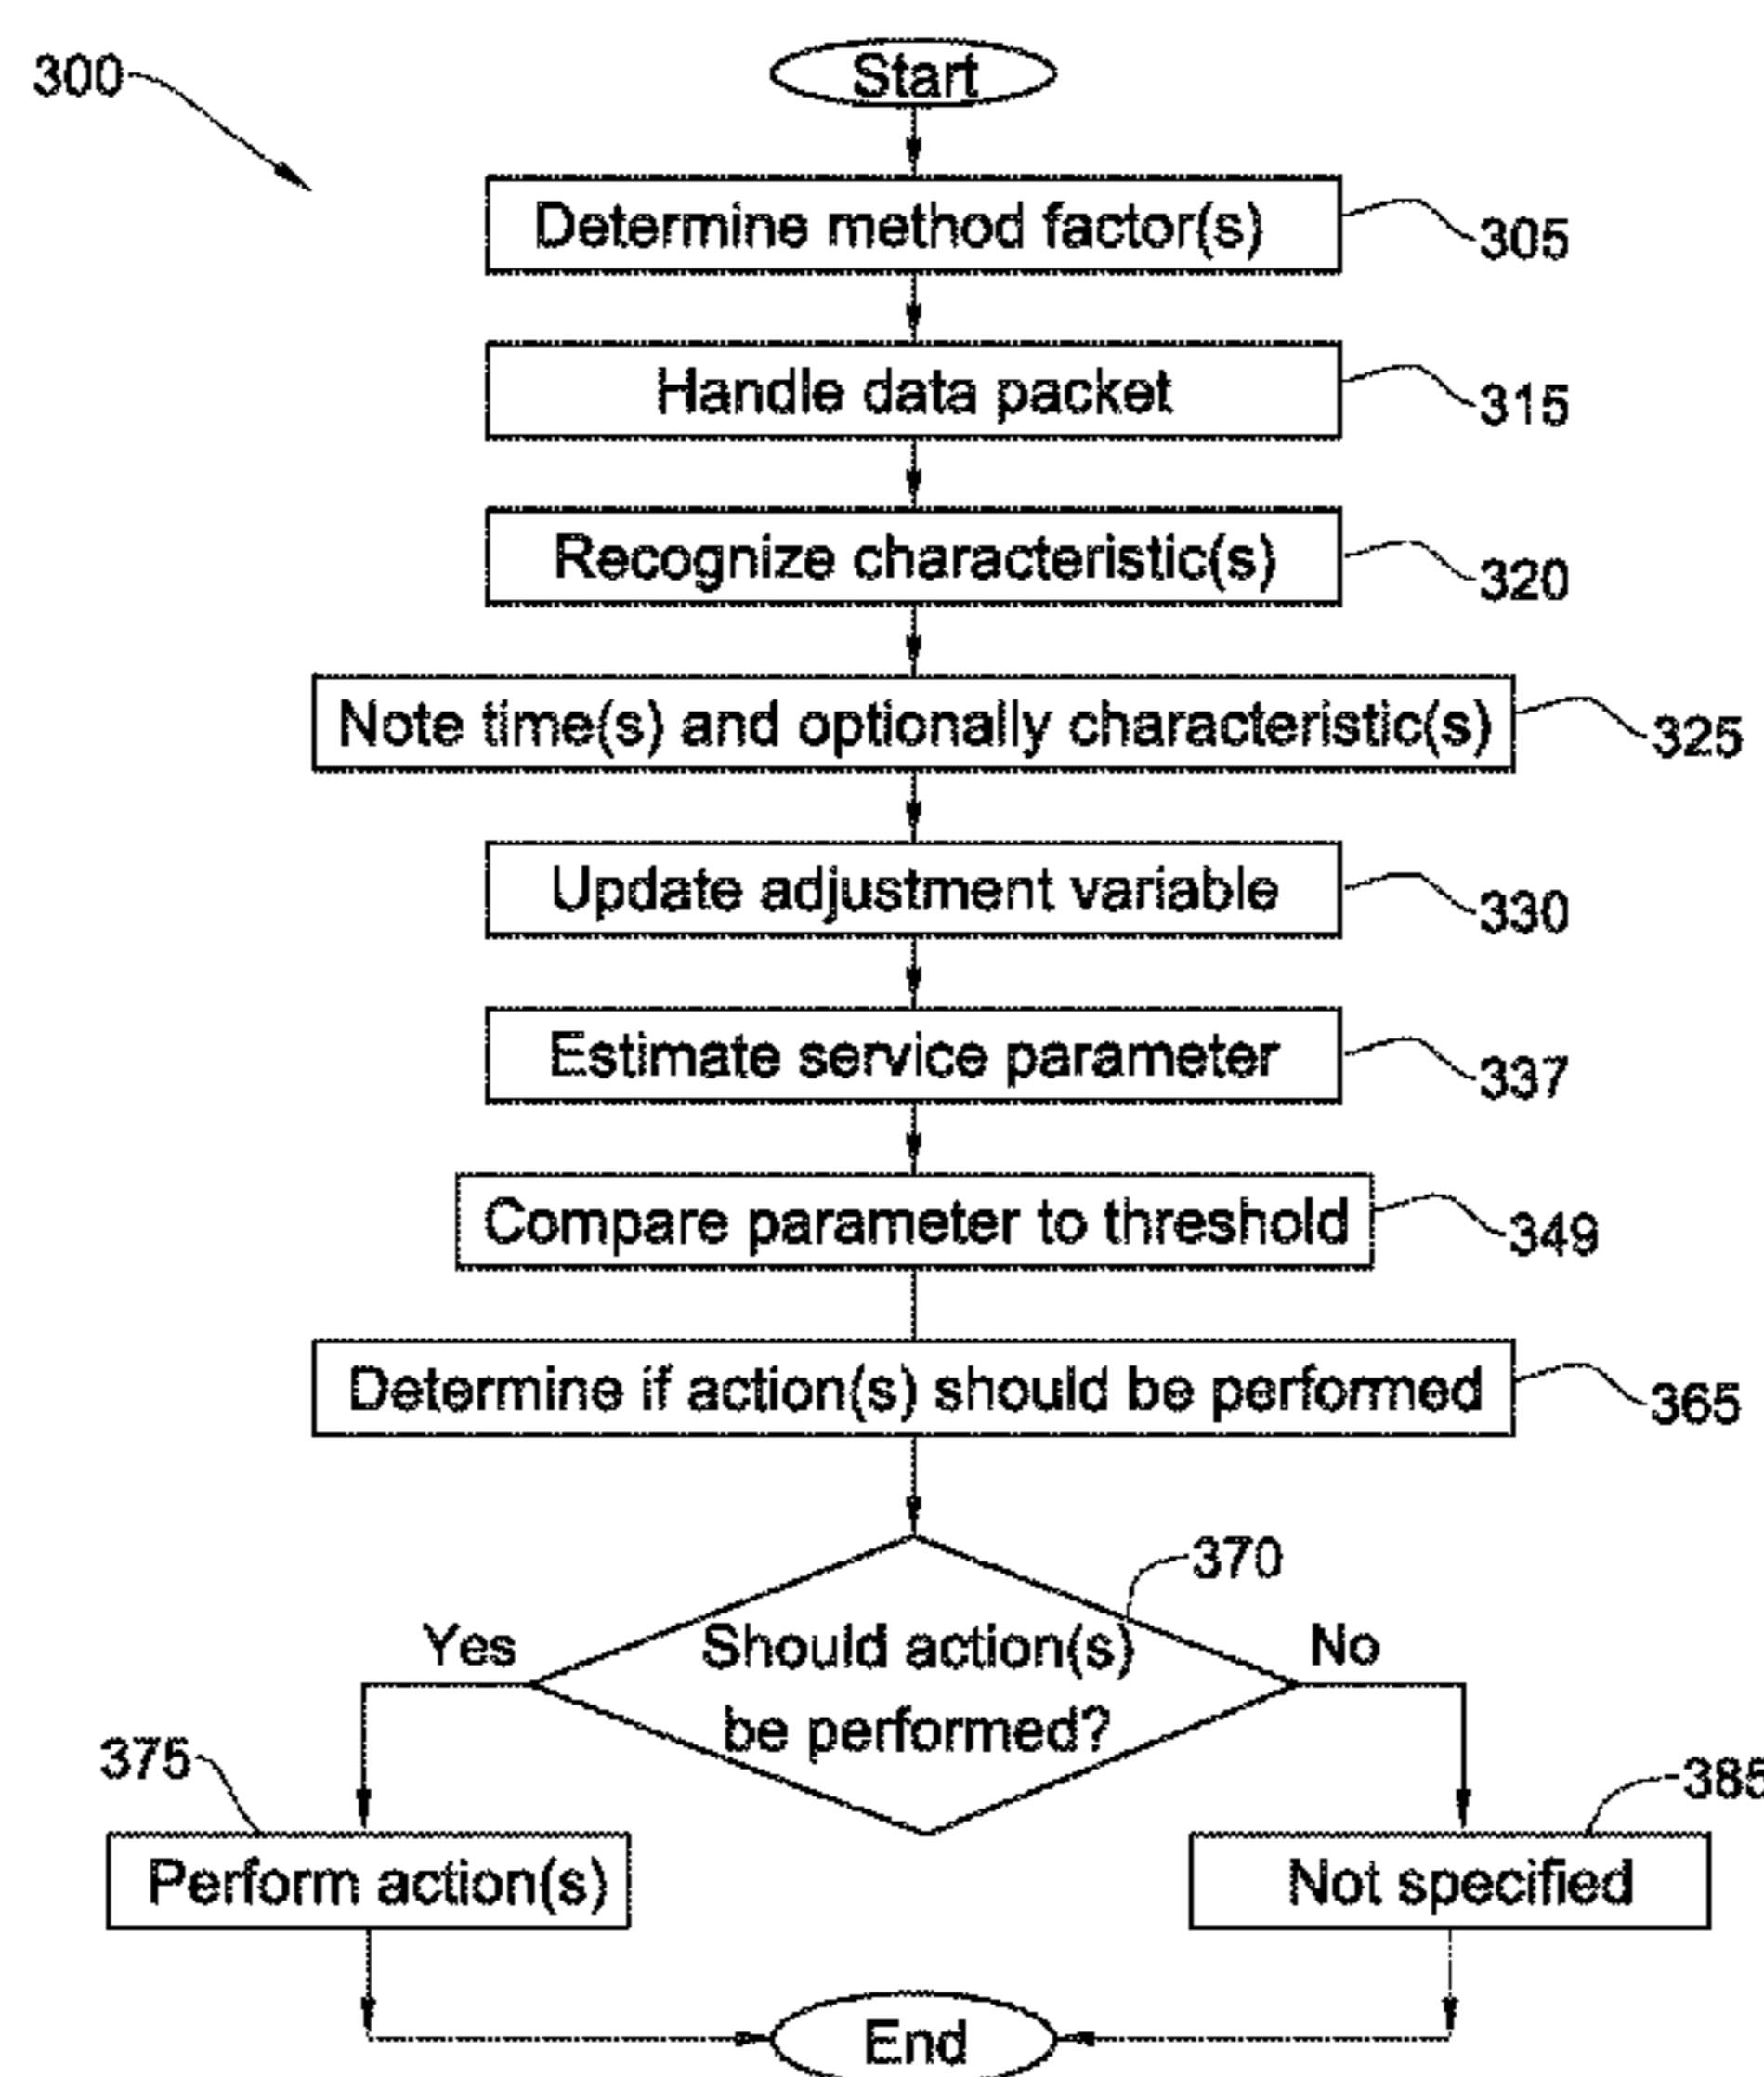 300
Start
Determine method factor(s)
305
Handle data packet
315
Recognize characteristic(s)
320
Note time(s) and optionally characteristic(s)
325
Update adjustment variable
330
Estimate service parameter
337
Compare parameter to threshold
349
Determine if action(s) should be performed
365
370
Yes
Should action(s)
No
be performed?
375
385
Perform action(s)
Not specified
End